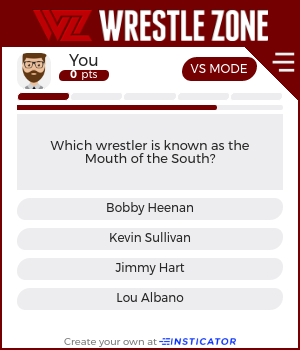 WZ WRESTLE ZONE
You
0 pts
VS MODE
Which wrestler is known as the
Mouth of the South?
Bobby Heenan
Kevin Sullivan
Jimmy Hart
Lou Albano
Create your own at INSTICATOR